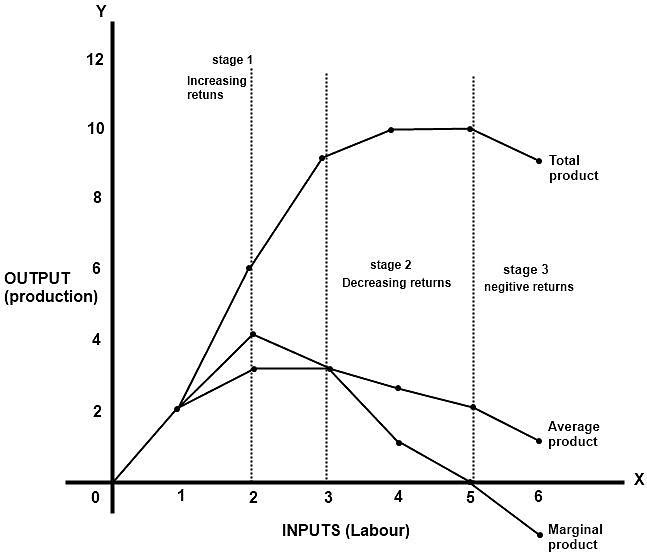 Y
12
stage 1
Increasing
retuns
10
Total
product
8
6
stage 2
Decreasing returns
stage 3
negitive returns
OUTPUT
(production)
4
2
Average
product
0
1
2
3
4
5
6
X
INPUTS (Labour)
Marginal
product